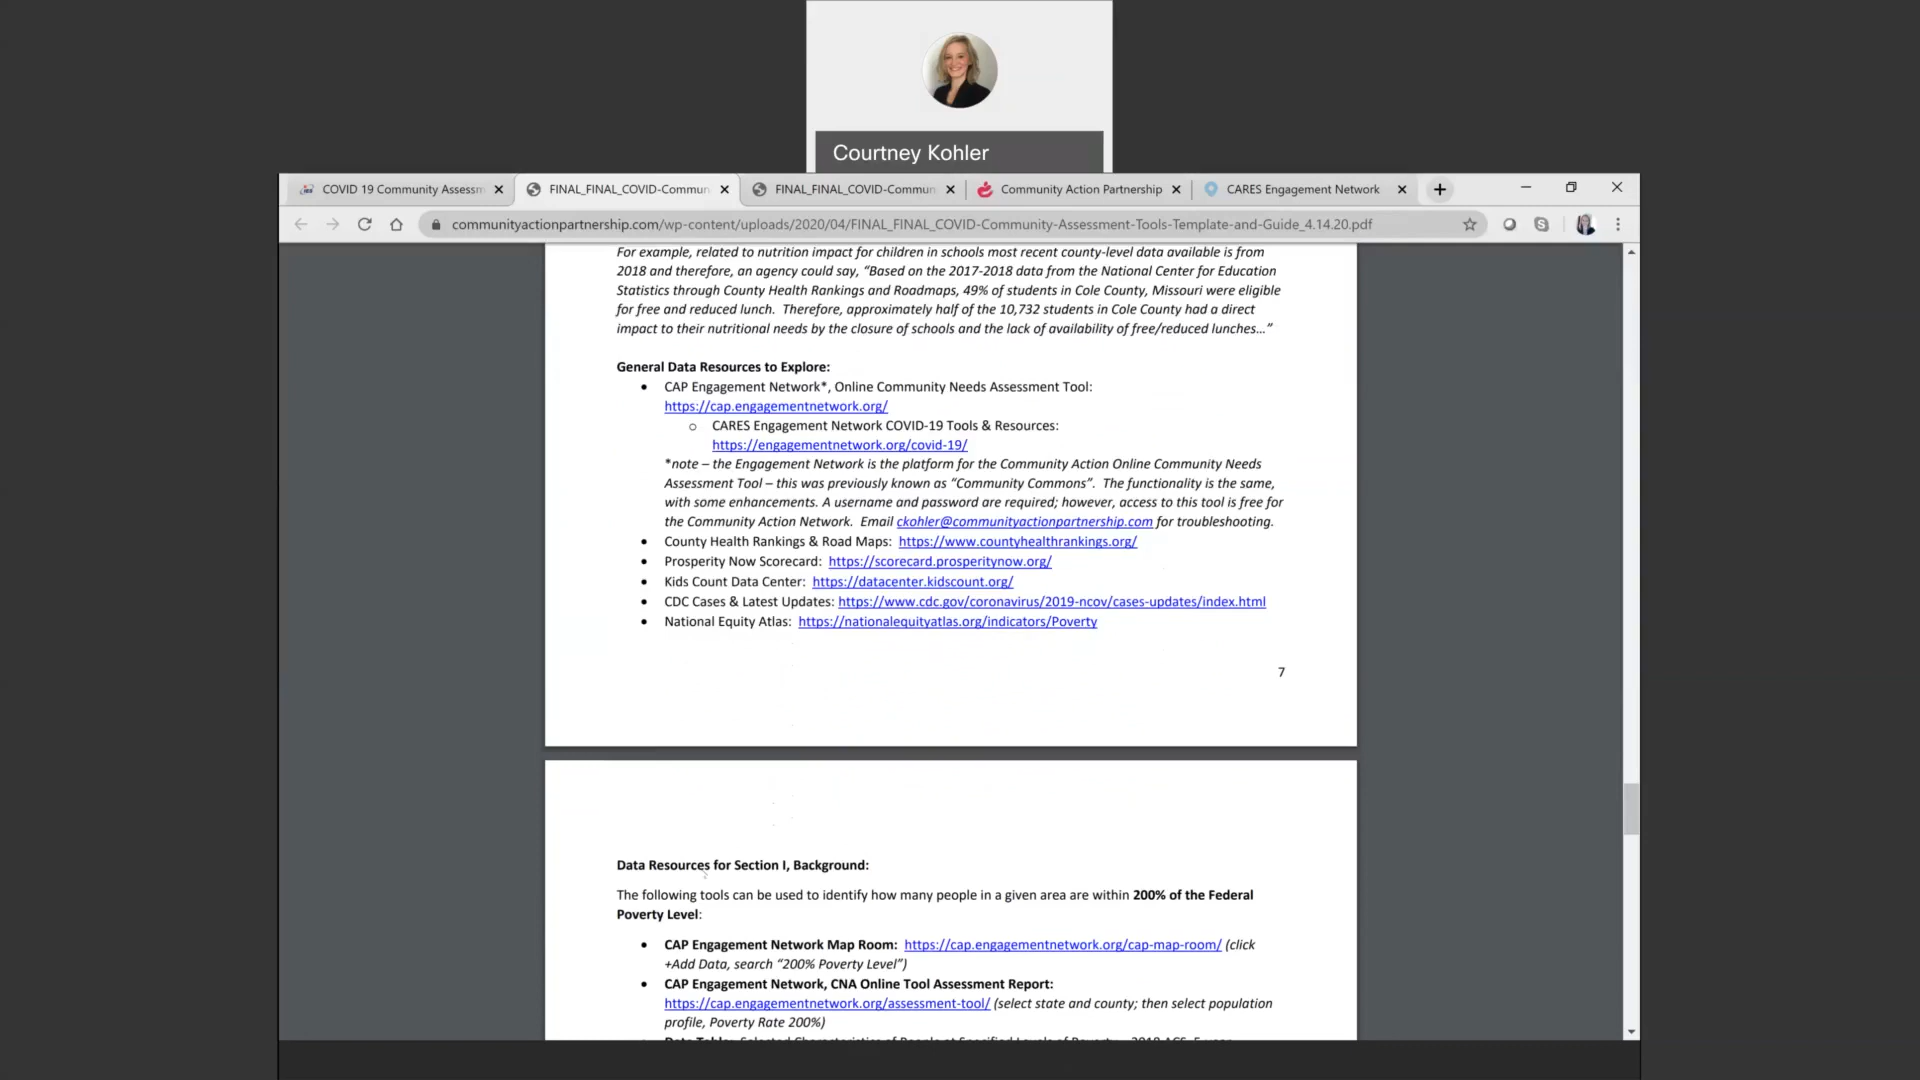 Courtney Kohler
COVID 19 Community Assessm
FINAL_FINAL_COVID-Commun
FINAL_FINAL_COVID-Commun
Community Action Partnership
CARES Engagement Network
communityactionpartnership.com/wp-content/uploads/2020/04/FINAL_FINAL_COVID-Community-Assessment-Tools-Template-and-Guide_4.14.20.pdf
For example, related to nutrition impact for children in schools most recent county-level data available is from
2018 and therefore, an agency could say, “Based on the 2017-2018 data from the National Center for Education
Statistics through County Health Rankings and Roadmaps, 49% of students in Cole County, Missouri were eligible
for free and reduced lunch. Therefore, approximately half of the 10,732 students in Cole County had a direct
impact to their nutritional needs by the closure of schools and the lack of availability of free/reduced lunches…”
General Data Resources to Explore:
• CAP Engagement Network*, Online Community Needs Assessment Tool:
https://cap.engagementnetwork.org/
o CARES Engagement Network COVID-19 Tools & Resources:
https://engagementnetwork.org/covid-19/
*note – the Engagement Network is the platform for the Community Action Online Community Needs
Assessment Tool – this was previously known as “Community Commons”. The functionality is the same,
with some enhancements. A username and password are required; however, access to this tool is free for
the Community Action Network. Email ckohler@communityactionpartnership.com for troubleshooting.
• County Health Rankings & Road Maps: https://www.countyhealthrankings.org/
• Prosperity Now Scorecard: https://scorecard.prosperitynow.org/
• Kids Count Data Center: https://datacenter.kidscount.org/
• CDC Cases & Latest Updates: https://www.cdc.gov/coronavirus/2019-ncov/cases-updates/index.html
• National Equity Atlas: https://nationalequityatlas.org/indicators/Poverty
7
Data Resources for Section I, Background:
The following tools can be used to identify how many people in a given area are within 200% of the Federal
Poverty Level:
• CAP Engagement Network Map Room: https://cap.engagementnetwork.org/cap-map-room/ (click
+Add Data, search “200% Poverty Level”)
• CAP Engagement Network, CNA Online Tool Assessment Report:
https://cap.engagementnetwork.org/assessment-tool/ (select state and county; then select population
profile, Poverty Rate 200%)